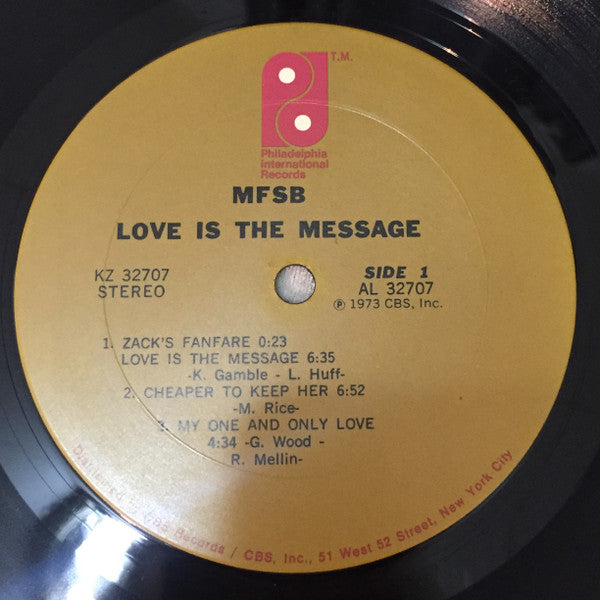 T.M.
Philadelphia
International
Records
MFSB
LOVE IS THE MESSAGE
KZ 32707
STEREO
SIDE 1
AL 32707
Ⓟ 1973 CBS, Inc.
1. ZACK'S FANFARE 0:23
LOVE IS THE MESSAGE 6:35
-K. Gamble - L. Huff-
2. CHEAPER TO KEEP HER 6:52
-M. Rice-
3. MY ONE AND ONLY LOVE
4:34 -G. Wood -
R. Mellin-
Distributed by CBS Records / CBS, Inc., 51 West 52 Street, New York City